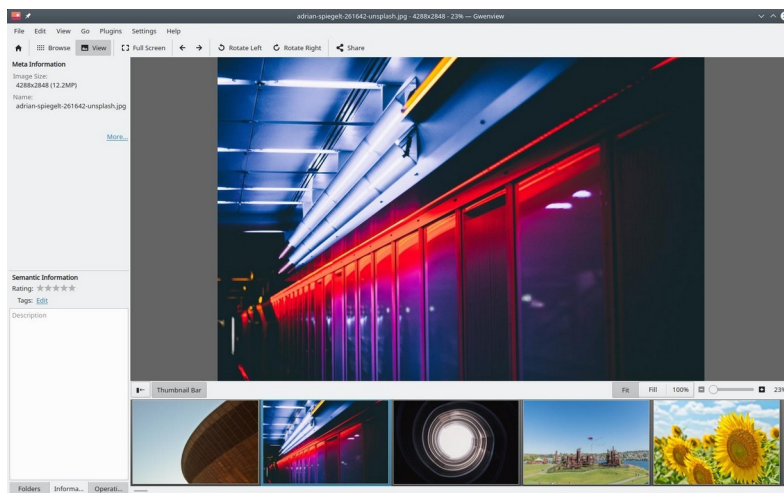 adrian-spiegelt-261642-unsplash.jpg - 4288x2848 - 23% — Gwenview
File Edit View Go Plugins Settings Help
Browse View Full Screen Rotate Left Rotate Right Share
Meta Information
Image Size:
4288x2848 (12.2MP)
Name:
adrian-spiegelt-261642-unsplash.jpg
More...
Semantic Information
Rating:
Tags: Edit
Description
Thumbnail Bar Fit Fill 100% 23%
Folders Informa... Operati...